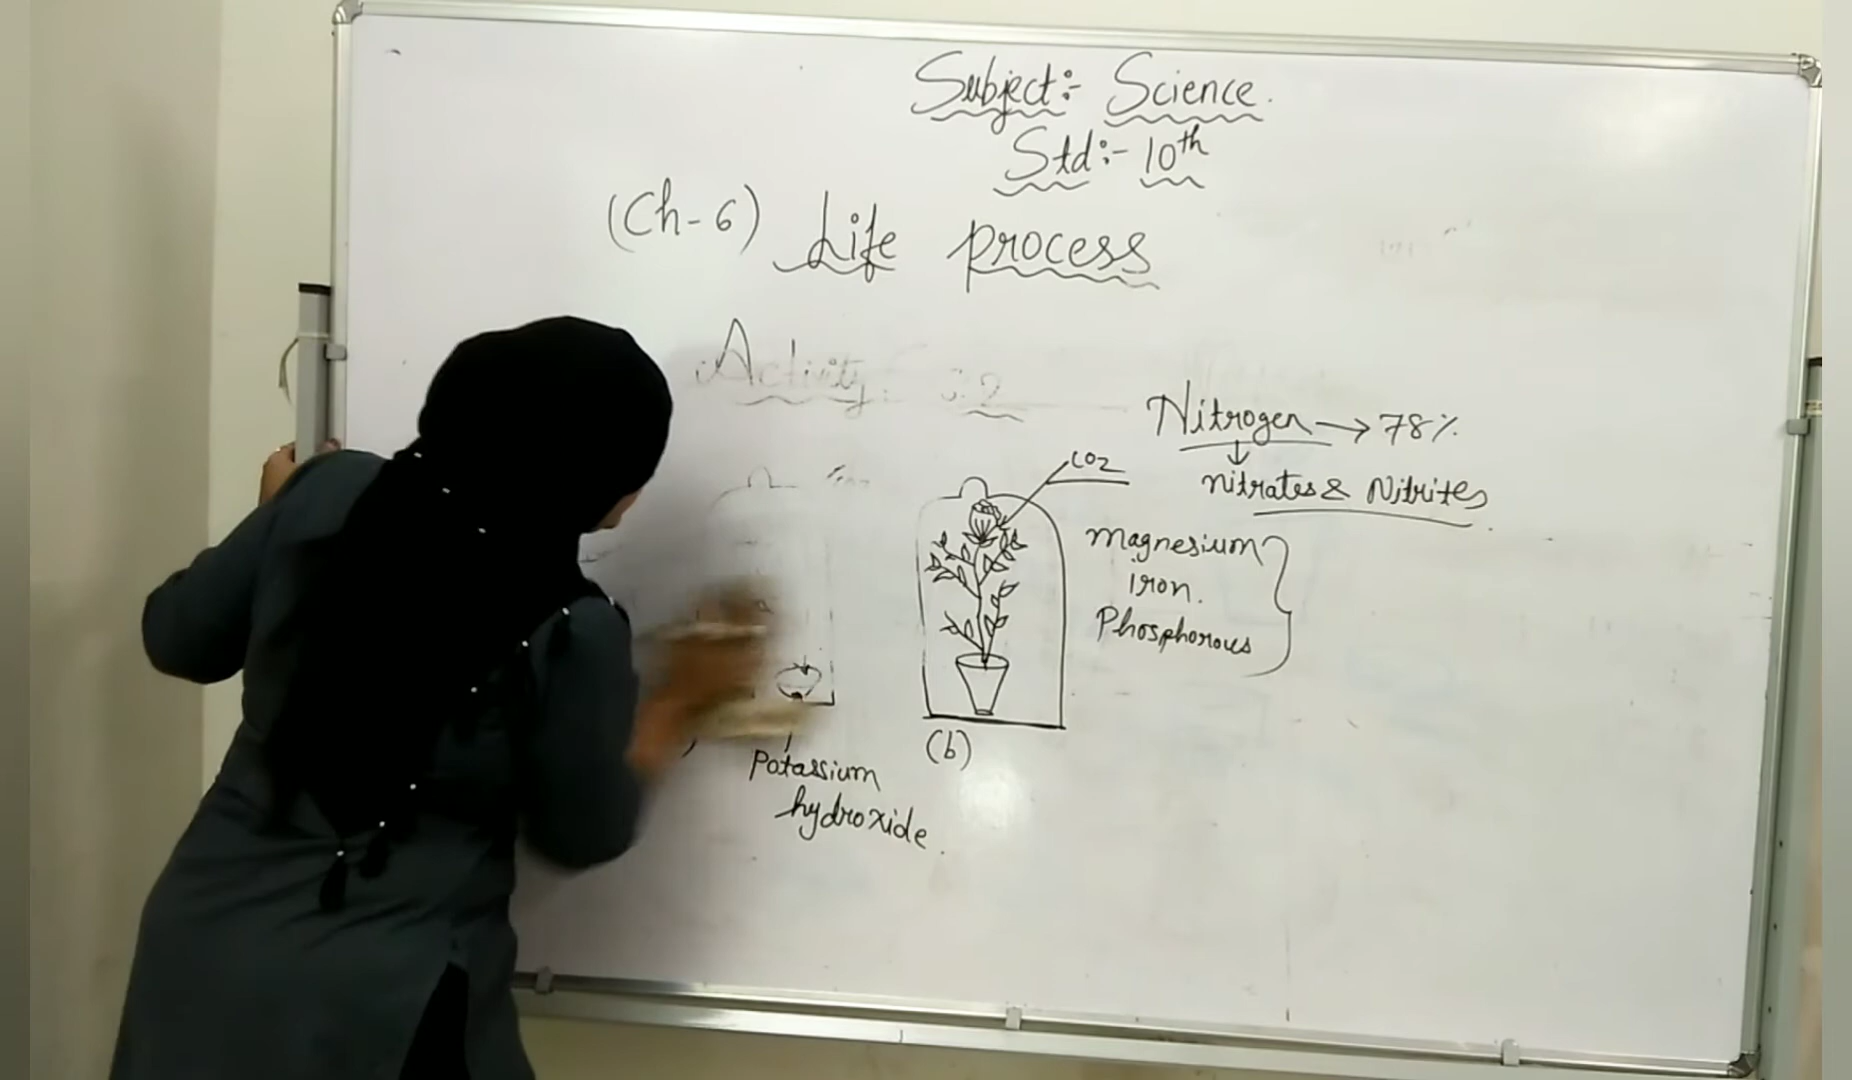 Subject:- Science.
Std:- 10th
(Ch-6) Life process
Activity: 6.2
Nitrogen → 78%
CO2
nitrates & Nitrites
Magnesium
iron.
Phosphorous
(b)
Potassium
hydroxide.